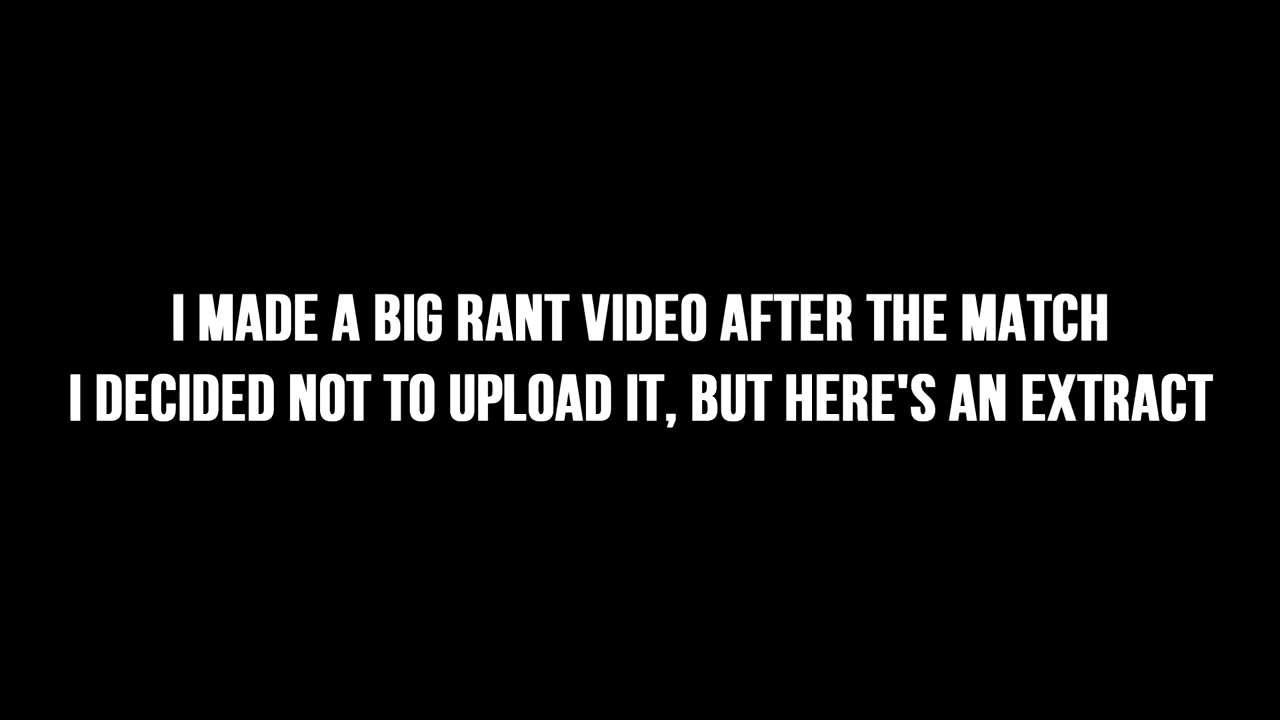 I MADE A BIG RANT VIDEO AFTER THE MATCH
I DECIDED NOT TO UPLOAD IT, BUT HERE'S AN EXTRACT